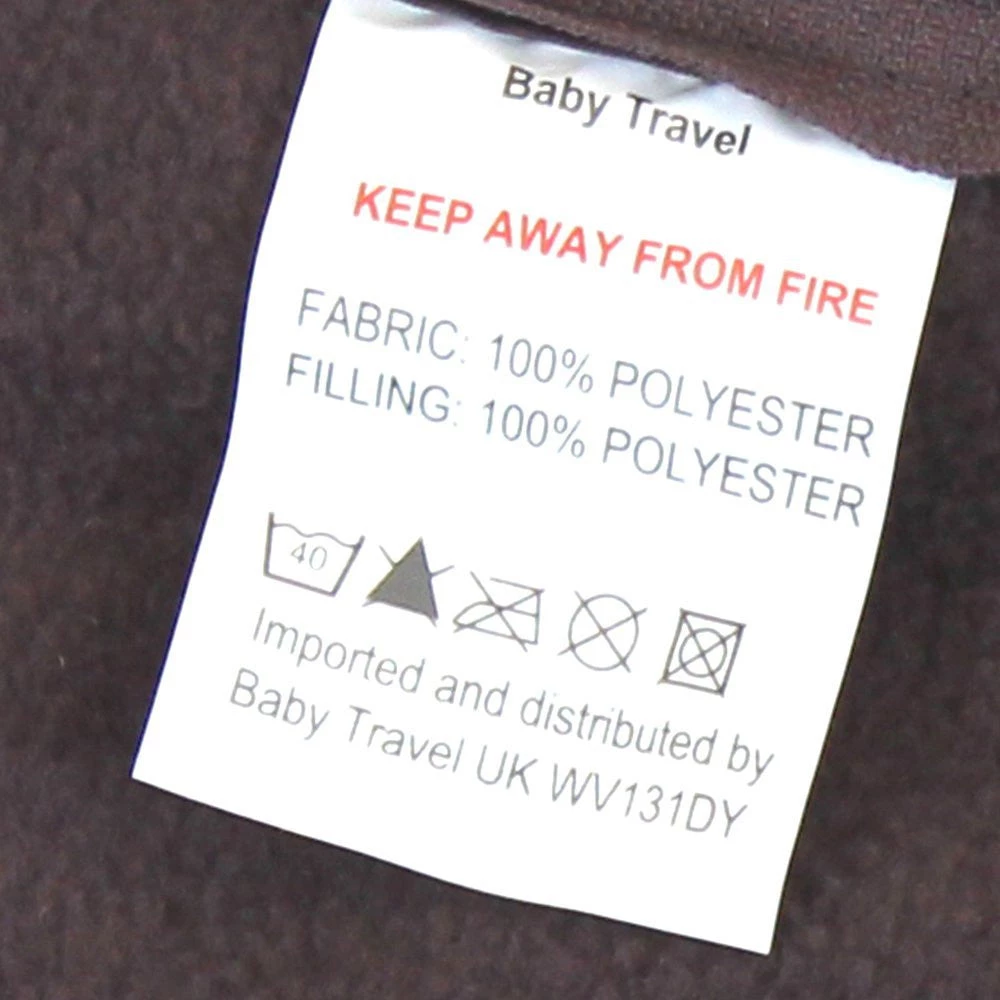 Baby Travel
KEEP AWAY FROM FIRE
FABRIC: 100% POLYESTER
FILLING: 100% POLYESTER
40
Imported and distributed by
Baby Travel UK WV131DY